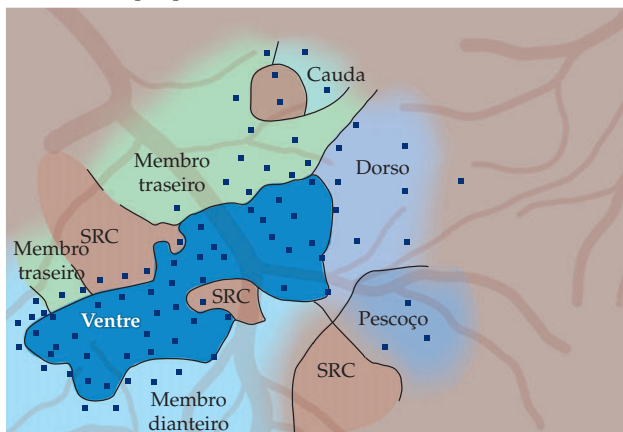 Cauda
Membro
traseiro
Dorso
SRC
Membro
traseiro
SRC
Ventre
Pescoço
SRC
Membro
dianteiro